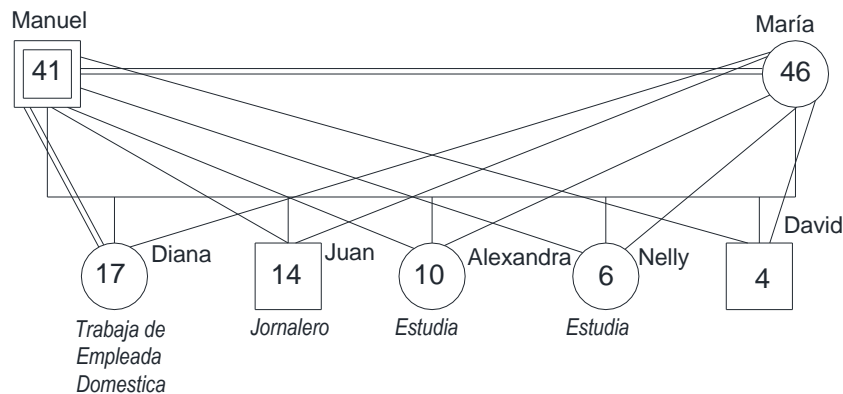 Manuel
María
41
46
David
Diana
Juan
Alexandra
Nelly
17
14
10
6
4
Trabaja de
Empleada
Domestica
Jornalero
Estudia
Estudia